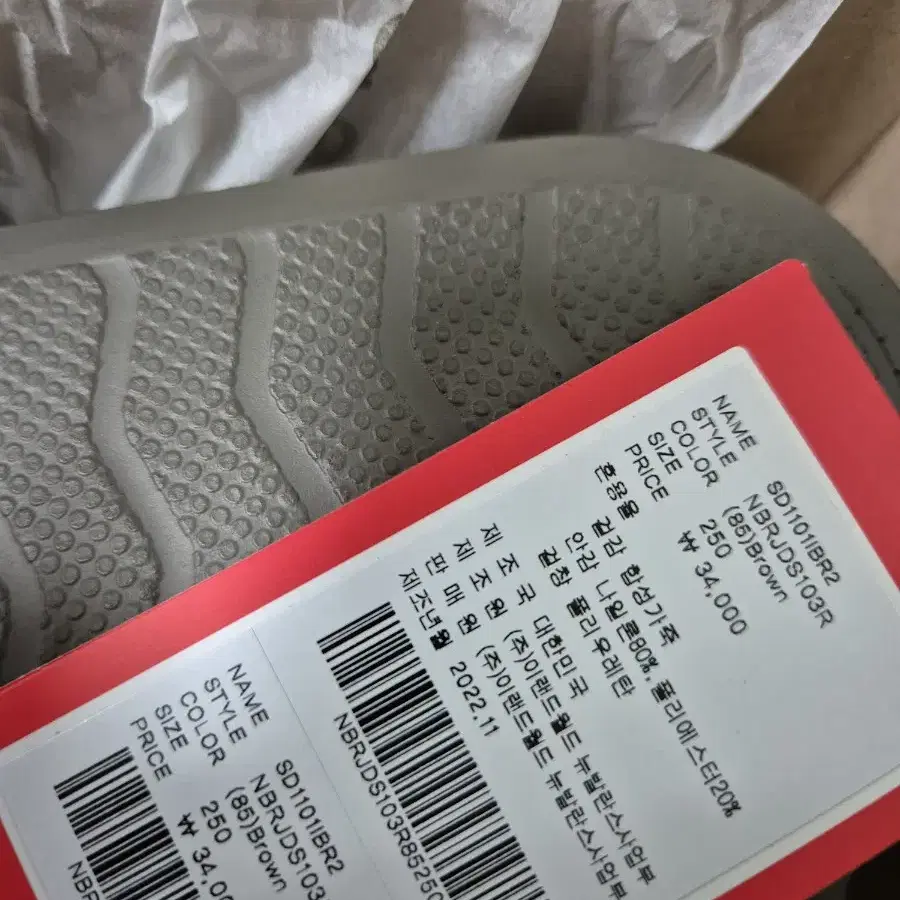 NAME SD1101IBR2
STYLE NBRJDS103R
COLOR (85)Brown
SIZE 250
PRICE ₩ 34,000
혼용율 겉감 합성가죽
안감 나일론80%, 폴리에스터20%
겉창 폴리우레탄
제 조 국 대한민국
제 조 원 (주)이랜드월드 뉴발란스사업부
판 매 원 (주)이랜드월드 뉴발란스사업부
제조년월 2022.11
NBRJDS103R85250
NAME SD1101IBR2
STYLE NBRJDS103
COLOR (85)Brown
SIZE 250
PRICE ₩ 34,00
NBR